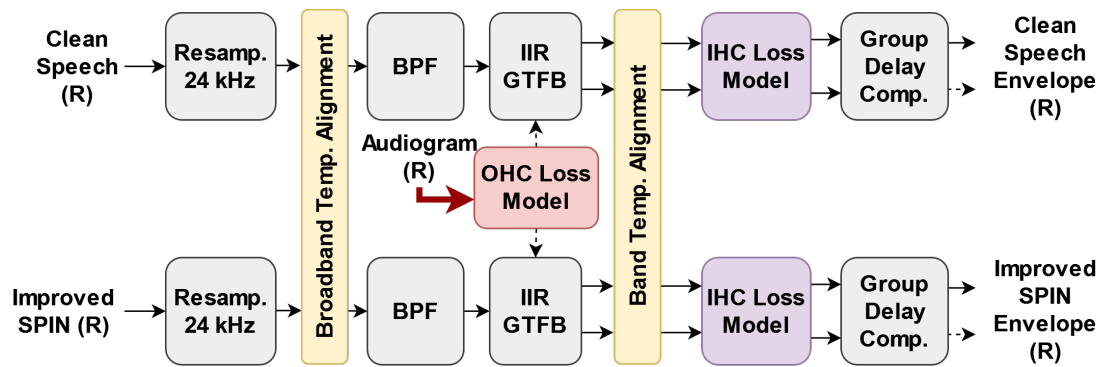 Clean
Speech
(R)
Resamp.
24 kHz
Broadband Temp. Alignment
BPF
IIR
GTFB
Band Temp. Alignment
IHC Loss
Model
Group
Delay
Comp.
Clean
Speech
Envelope
(R)
Audiogram
(R)
OHC Loss
Model
Improved
SPIN (R)
Resamp.
24 kHz
BPF
IIR
GTFB
IHC Loss
Model
Group
Delay
Comp.
Improved
SPIN
Envelope
(R)